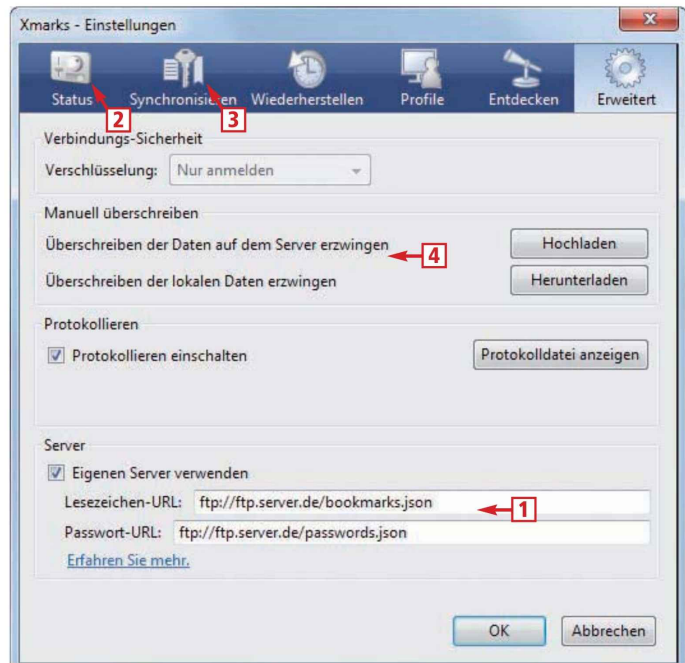 Xmarks - Einstellungen
Status Synchronisieren Wiederherstellen Profile Entdecken Erweitert
2 3
Verbindungs-Sicherheit
Verschlüsselung: Nur anmelden
Manuell überschreiben
Überschreiben der Daten auf dem Server erzwingen 4 Hochladen
Überschreiben der lokalen Daten erzwingen Herunterladen
Protokollieren
Protokollieren einschalten Protokolldatei anzeigen
Server
Eigenen Server verwenden
Lesezeichen-URL: ftp://ftp.server.de/bookmarks.json 1
Passwort-URL: ftp://ftp.server.de/passwords.json
Erfahren Sie mehr.
OK Abbrechen